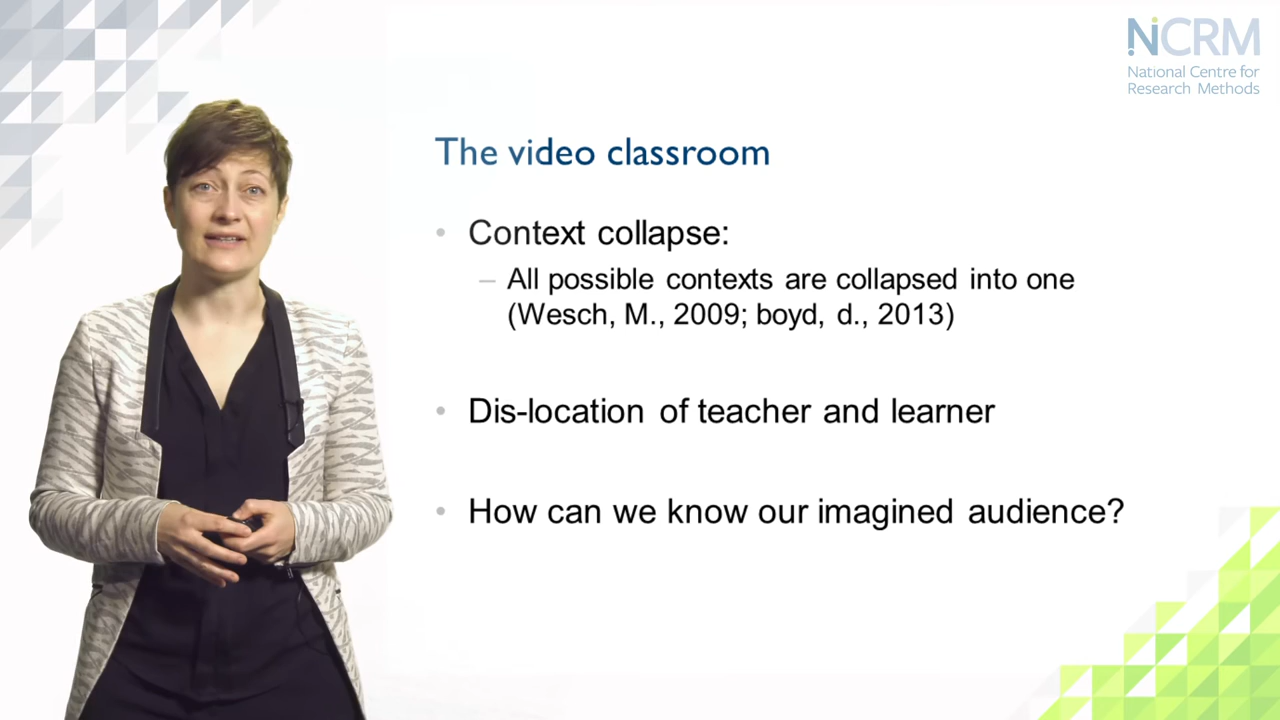 NCRM
National Centre for
Research Methods
The video classroom
• Context collapse:
– All possible contexts are collapsed into one
(Wesch, M., 2009; boyd, d., 2013)
• Dis-location of teacher and learner
• How can we know our imagined audience?